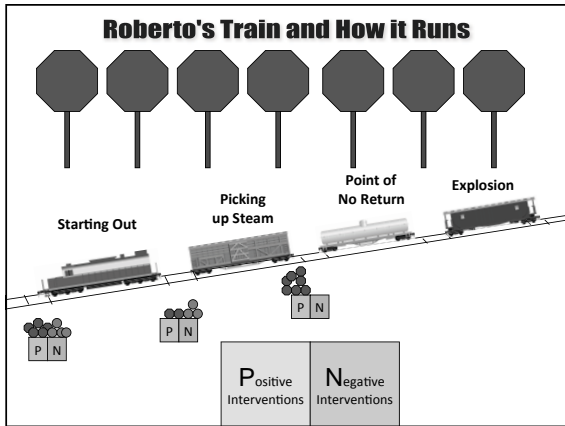 Roberto's Train and How it Runs
Starting Out
Picking
up Steam
Point of
No Return
Explosion
P N
P N
P N
Positive
Interventions
Negative
Interventions